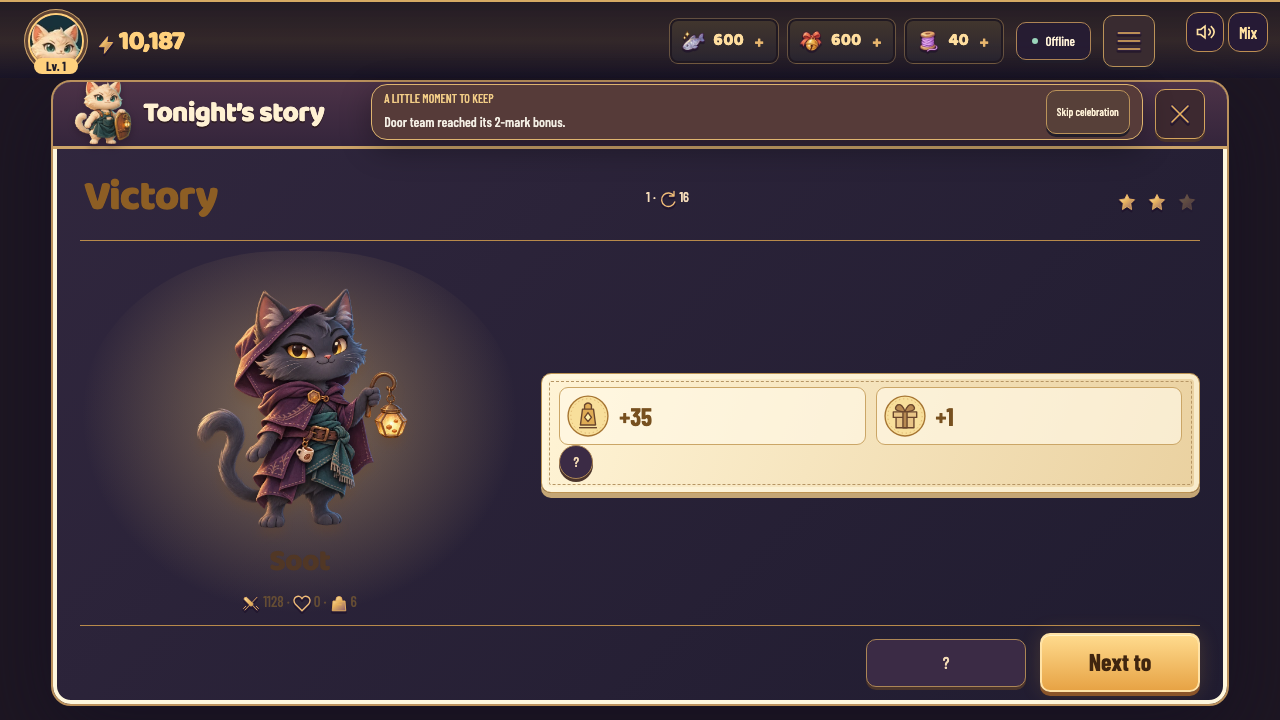 Lv. 1
10,187
600 +
600 +
40 +
Offline
Mix
Tonight's story
A LITTLE MOMENT TO KEEP
Door team reached its 2-mark bonus.
Skip celebration
Victory
1 · 16
+35
+1
?
Soot
1128 · 0 · 6
?
Next to